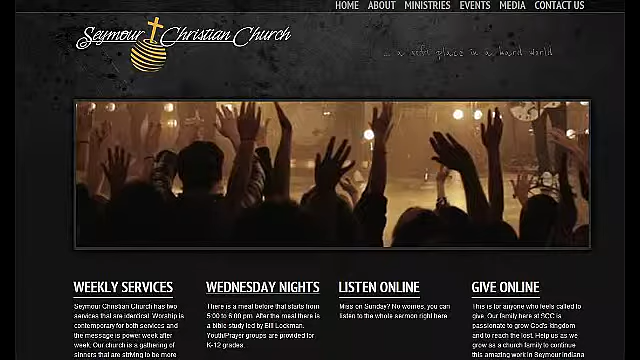 HOME ABOUT MINISTRIES EVENTS MEDIA CONTACT US
Seymour Christian Church
... a soft place in a hard world
WEEKLY SERVICES
Seymour Christian Church has two
services that are identical. Worship is
contemporary for both services and
the message is power week after
week. Our church is a gathering of
sinners that are striving to be more
WEDNESDAY NIGHTS
There is a meal before that starts from
5:00 to 6:00 pm. After the meal there is
a bible study led by Bill Lockman.
Youth/Prayer groups are provided for
K-12 grades.
LISTEN ONLINE
Miss on Sunday? No worries, you can
listen to the whole sermon right here
GIVE ONLINE
This is for anyone who feels called to
give. Our family here at SCC is
passionate to grow God's kingdom
and to reach the lost. Help us as we
grow as a church family to continue
this amazing work in Seymour Indiana